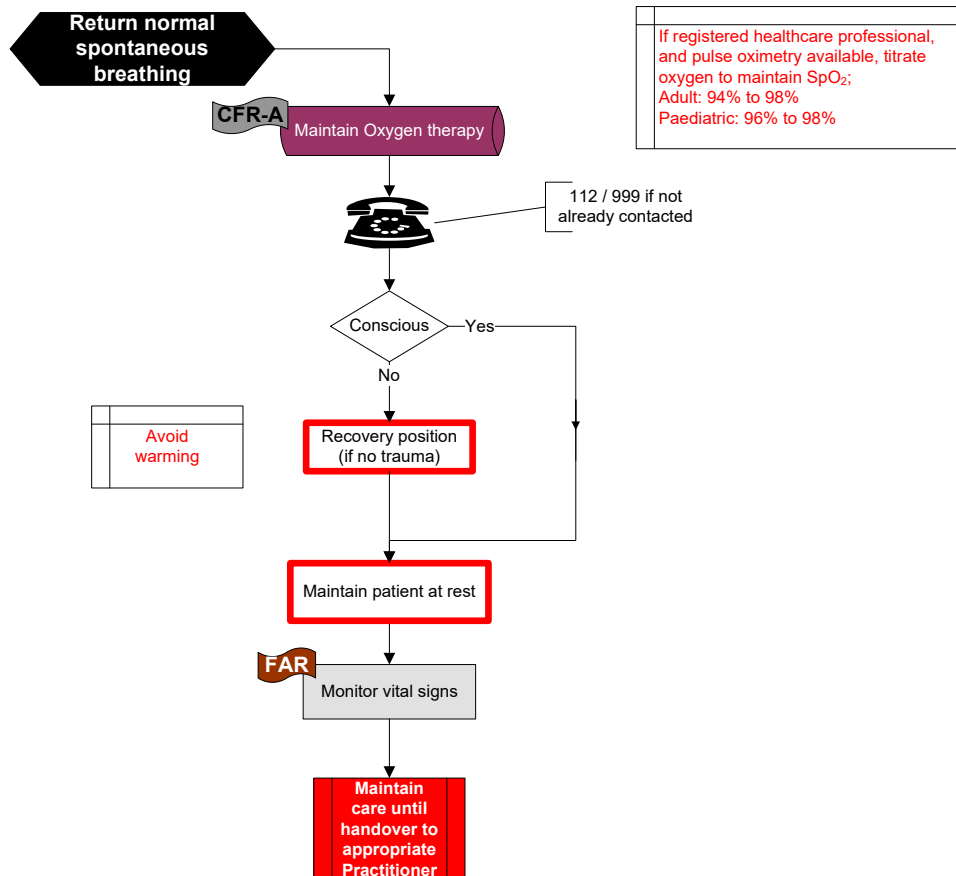 Return normal
spontaneous
breathing
If registered healthcare professional,
and pulse oximetry available, titrate
oxygen to maintain SpO₂;
Adult: 94% to 98%
Paediatric: 96% to 98%
CFR-A
Maintain Oxygen therapy
112 / 999 if not
already contacted
Conscious
Yes
No
Avoid
warming
Recovery position
(if no trauma)
Maintain patient at rest
FAR
Monitor vital signs
Maintain
care until
handover to
appropriate
Practitioner